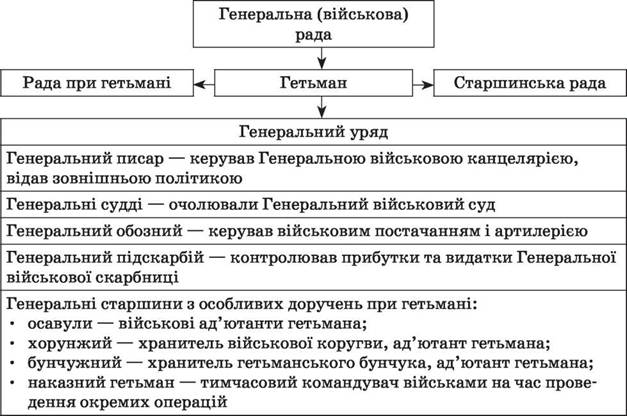 Генеральна (військова)
рада
Рада при гетьмані
Гетьман
Старшинська рада
Генеральний уряд
Генеральний писар — керував Генеральною військовою канцелярією,
відав зовнішньою політикою
Генеральні судді — очолювали Генеральний військовий суд
Генеральний обозний — керував військовим постачанням і артилерією
Генеральний підскарбій — контролював прибутки та видатки Генеральної
військової скарбниці
Генеральні старшини з особливих доручень при гетьмані:
• осавули — військові ад’ютанти гетьмана;
• хорунжий — хранитель військової коругви, ад’ютант гетьмана;
• бунчужний — хранитель гетьманського бунчука, ад’ютант гетьмана;
• наказний гетьман — тимчасовий командувач військами на час прове-
дення окремих операцій